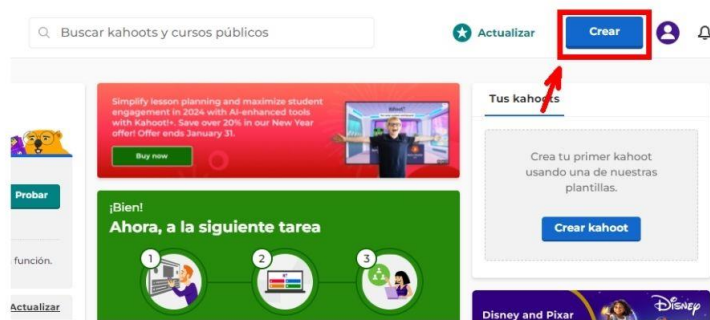 Buscar kahoots y cursos públicos
Actualizar
Crear
Simplify lesson planning and maximize student
engagement in 2024 with AI-enhanced tools
with Kahoot!+. Save over 20% in our New Year
offer! Offer ends January 31.
Buy now
Probar
función.
Actualizar
¡Bien!
Ahora, a la siguiente tarea
1
2
3
Tus kahoots
Crea tu primer kahoot
usando una de nuestras
plantillas.
Crear kahoot
Disney and Pixar
Disney